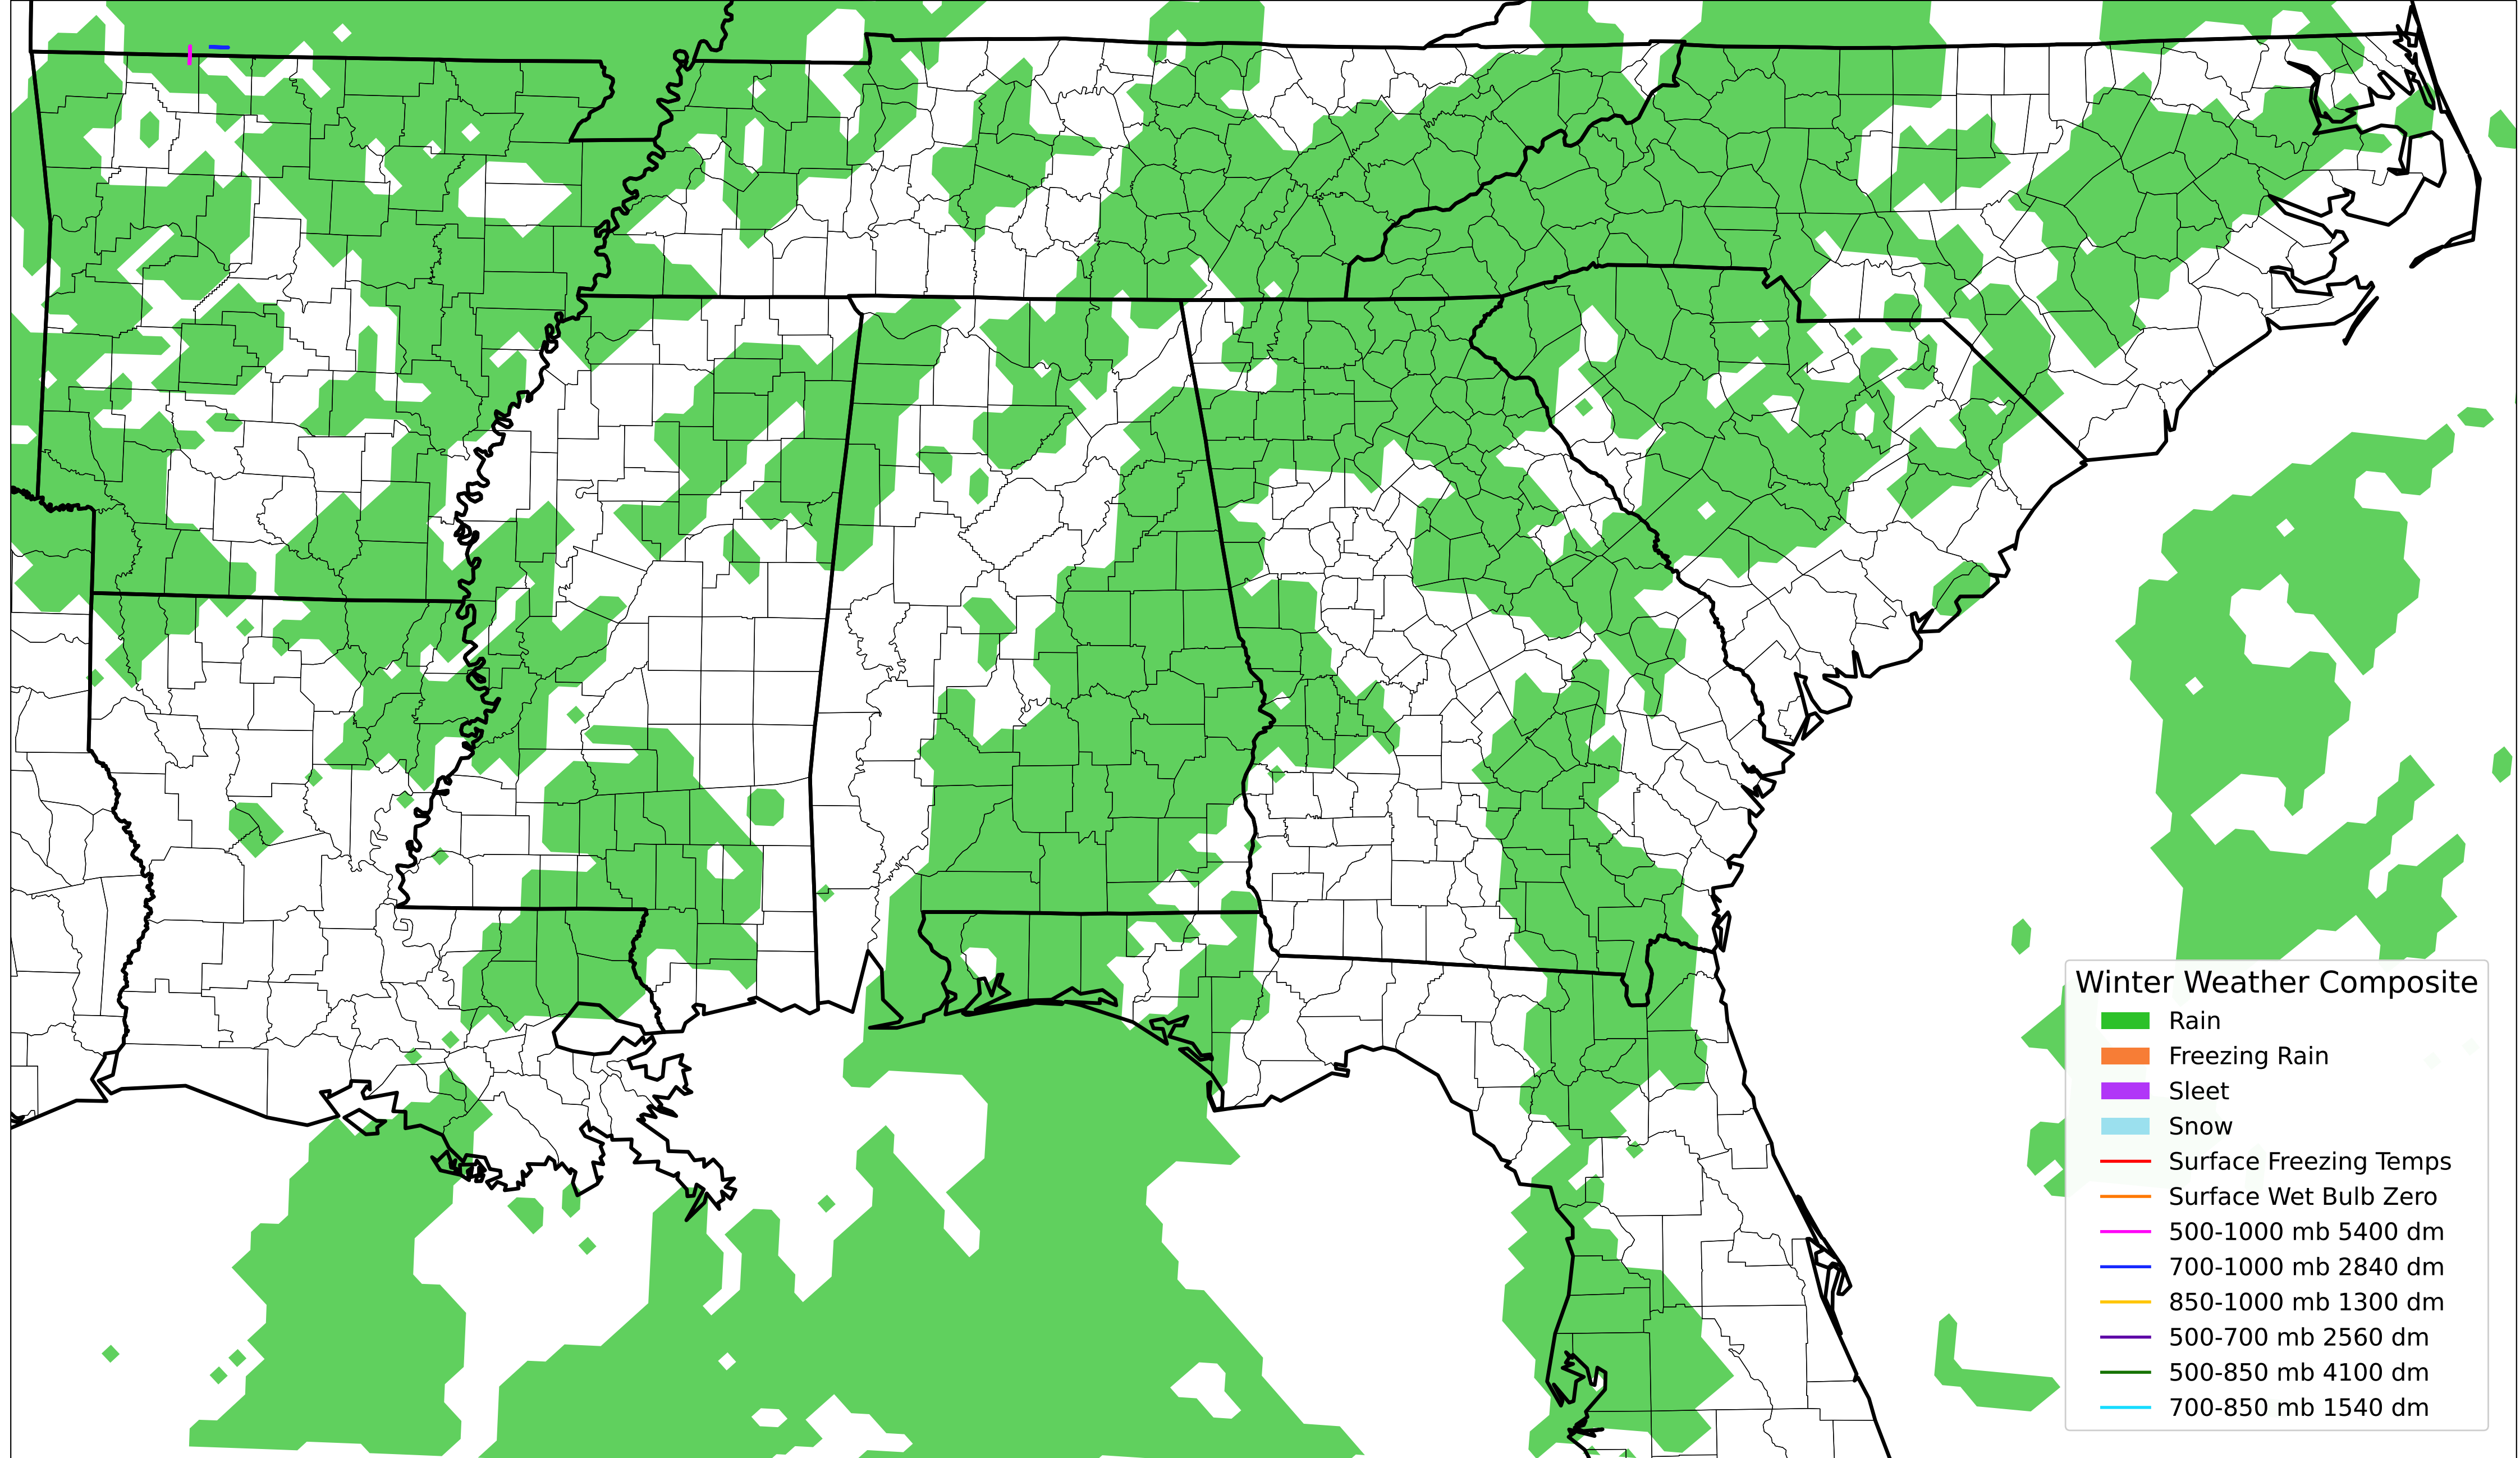 Winter Weather Composite
Rain
Freezing Rain
Sleet
Snow
Surface Freezing Temps
Surface Wet Bulb Zero
500-1000 mb 5400 dm
700-1000 mb 2840 dm
850-1000 mb 1300 dm
500-700 mb 2560 dm
500-850 mb 4100 dm
700-850 mb 1540 dm